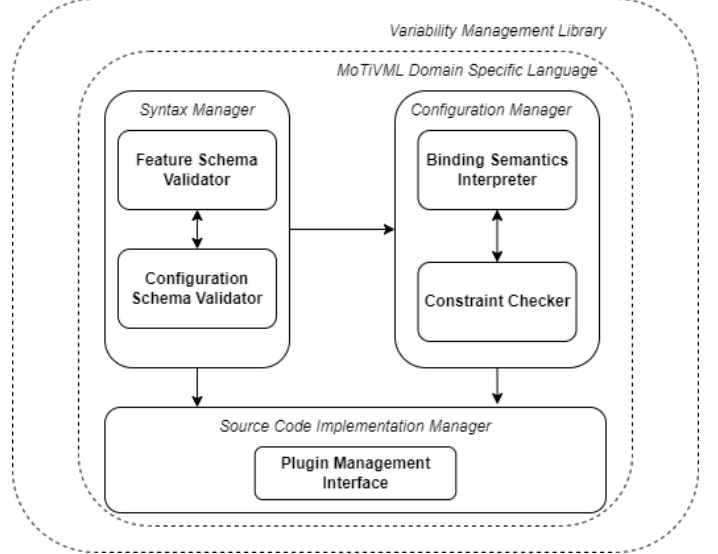 Variability Management Library
MoTiVML Domain Specific Language
Syntax Manager
Feature Schema
Validator
Configuration
Schema Validator
Configuration Manager
Binding Semantics
Interpreter
Constraint Checker
Source Code Implementation Manager
Plugin Management
Interface